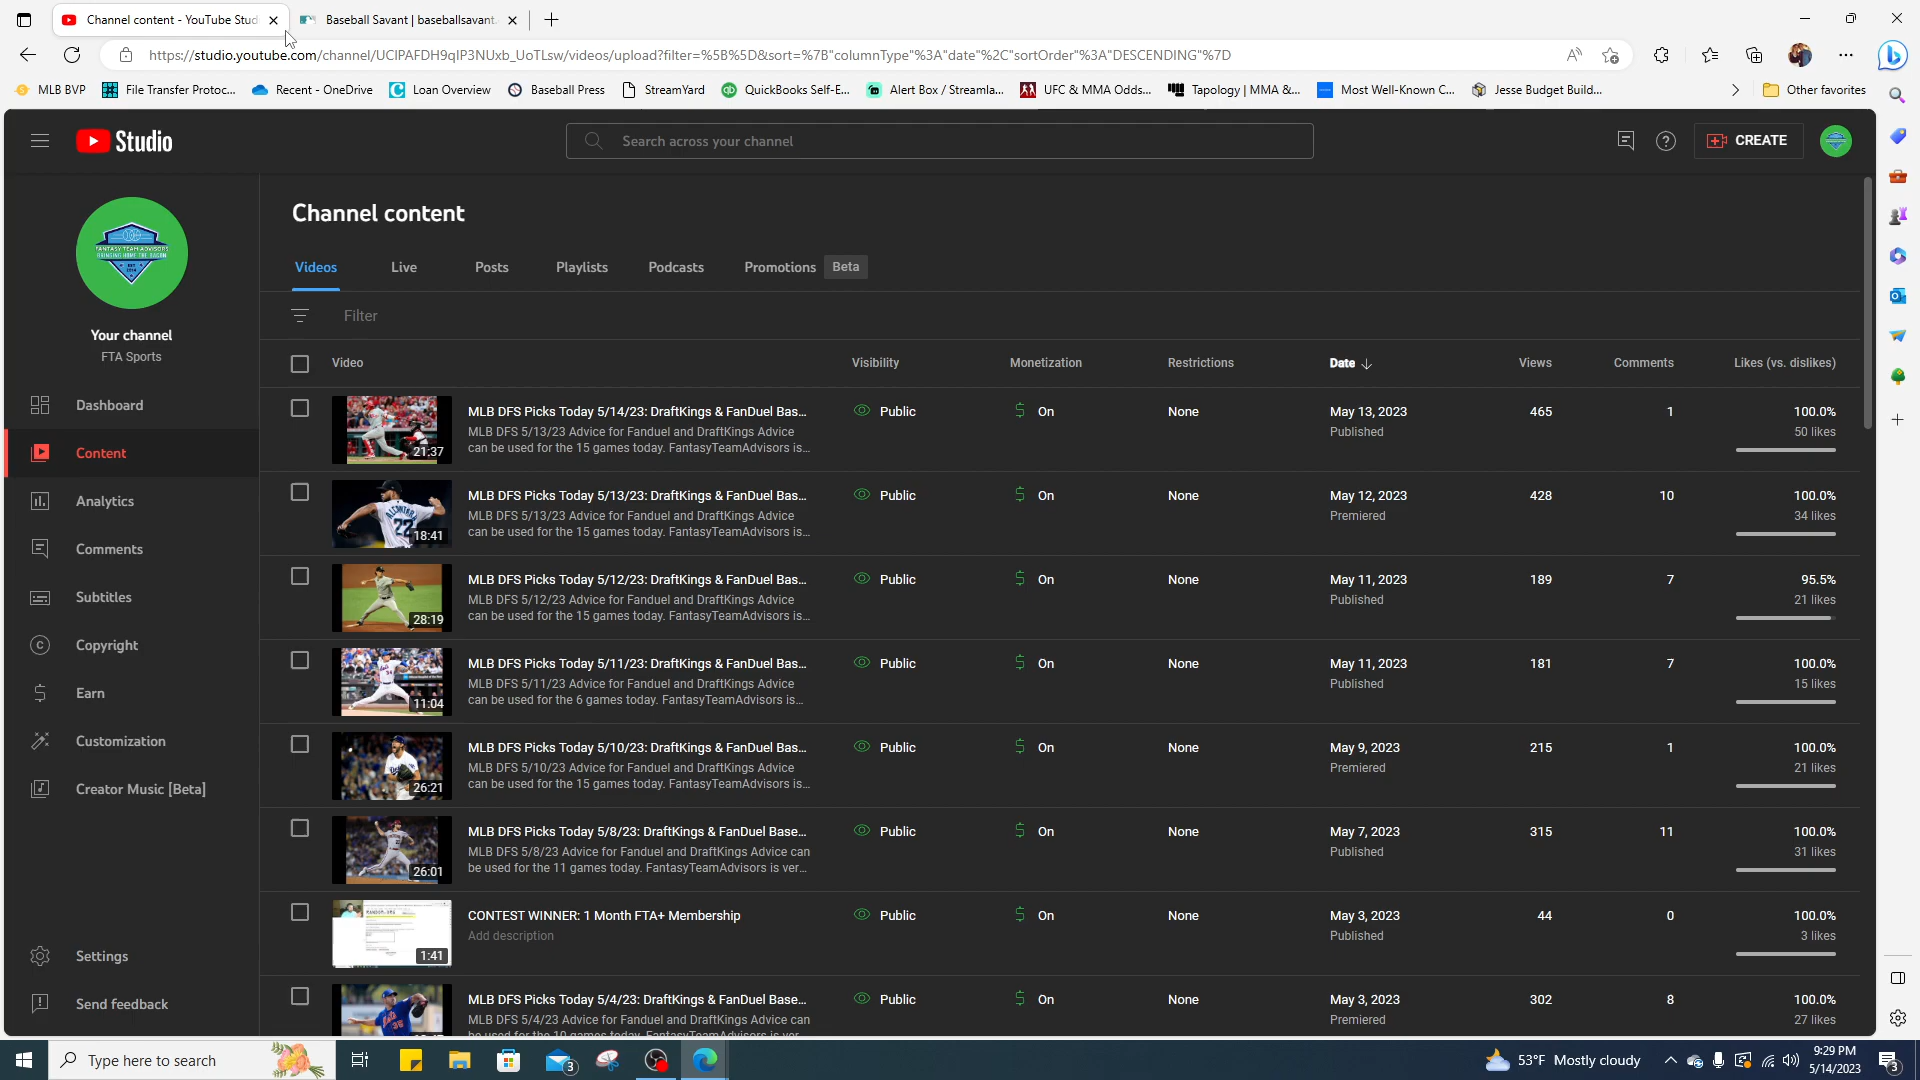 Channel content - YouTube Studi
Baseball Savant | baseballsavant.
https://studio.youtube.com/channel/UCIPAFDH9qIP3NUxb_UoTLsw/videos/upload?filter=%5B%5D&sort=%7B"columnType"%3A"date"%2C"sortOrder"%3A"DESCENDING"%7D
MLB BVP
File Transfer Protoc...
Recent - OneDrive
Loan Overview
Baseball Press
StreamYard
QuickBooks Self-E...
Alert Box / Streamla...
UFC & MMA Odds...
Tapology | MMA &...
Most Well-Known C...
Jesse Budget Build...
Other favorites
Studio
Search across your channel
CREATE
FANTASY TEAM ADVISORS
BRINGING HOME THE BACON
Your channel
FTA Sports
Dashboard
Content
Analytics
Comments
Subtitles
Copyright
Earn
Customization
Creator Music [Beta]
Settings
Send feedback
Channel content
Videos Live Posts Playlists Podcasts Promotions Beta
Filter
Video Visibility Monetization Restrictions Date Views Comments Likes (vs. dislikes)
MLB DFS Picks Today 5/14/23: DraftKings & FanDuel Bas... Public On None May 13, 2023 465 1 100.0%
MLB DFS 5/13/23 Advice for Fanduel and DraftKings Advice Published 50 likes
can be used for the 15 games today. FantasyTeamAdvisors is...
21:37
MLB DFS Picks Today 5/13/23: DraftKings & FanDuel Bas... Public On None May 12, 2023 428 10 100.0%
MLB DFS 5/13/23 Advice for Fanduel and DraftKings Advice Premiered 34 likes
can be used for the 15 games today. FantasyTeamAdvisors is...
ALCANTARA
22
18:41
MLB DFS Picks Today 5/12/23: DraftKings & FanDuel Bas... Public On None May 11, 2023 189 7 95.5%
MLB DFS 5/12/23 Advice for Fanduel and DraftKings Advice Published 21 likes
can be used for the 15 games today. FantasyTeamAdvisors is...
28:19
MLB DFS Picks Today 5/11/23: DraftKings & FanDuel Bas... Public On None May 11, 2023 181 7 100.0%
MLB DFS 5/11/23 Advice for Fanduel and DraftKings Advice Published 15 likes
can be used for the 6 games today. FantasyTeamAdvisors is...
11:04
MLB DFS Picks Today 5/10/23: DraftKings & FanDuel Bas... Public On None May 9, 2023 215 1 100.0%
MLB DFS 5/10/23 Advice for Fanduel and DraftKings Advice Premiered 21 likes
can be used for the 15 games today. FantasyTeamAdvisors is...
26:21
MLB DFS Picks Today 5/8/23: DraftKings & FanDuel Base... Public On None May 7, 2023 315 11 100.0%
MLB DFS 5/8/23 Advice for Fanduel and DraftKings Advice can Published 31 likes
be used for the 11 games today. FantasyTeamAdvisors is ver...
26:01
CONTEST WINNER: 1 Month FTA+ Membership Public On None May 3, 2023 44 0 100.0%
Add description Published 3 likes
1:41
MLB DFS Picks Today 5/4/23: DraftKings & FanDuel Base... Public On None May 3, 2023 302 8 100.0%
MLB DFS 5/4/23 Advice for Fanduel and DraftKings Advice can Premiered 27 likes
be used for the 10 games today. FantasyTeamAdvisors is ver...
Type here to search
3
53°F Mostly cloudy
9:29 PM
5/14/2023
3